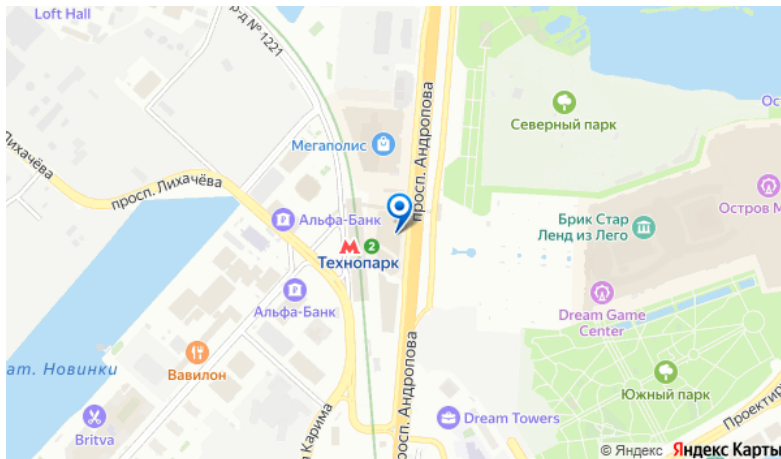 Loft Hall
р-д № 1221
Мегаполис
просп. Андропова
Северный парк
Лихачёва
просп. Лихачёва
Альфа-Банк
М 2
Технопарк
Брик Стар
Ленд из Лего
Остров М
Ос
Альфа-Банк
Dream Game
Center
ат. Новинки
Вавилон
Южный парк
Britva
Карима
просп. Андропова
Dream Towers
Проектир
© Яндекс Яндекс Карты